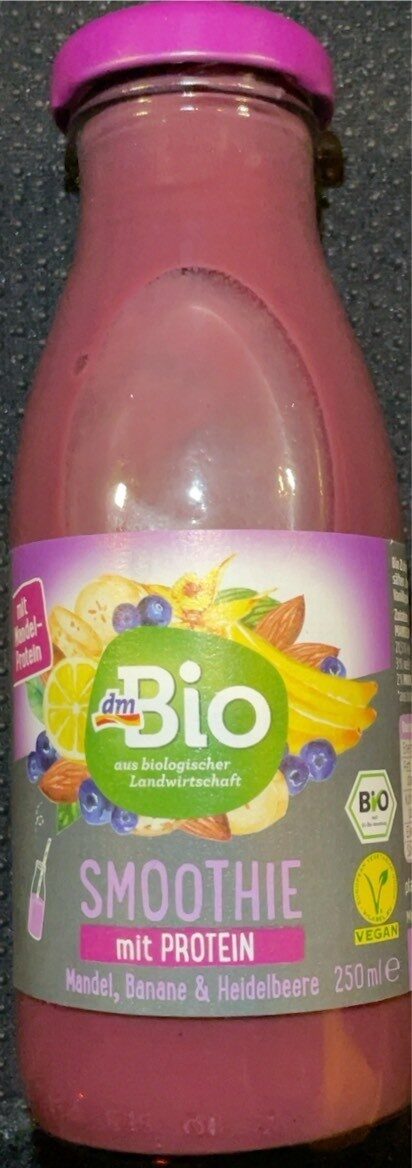 mit
Mandel-
Protein
dm Bio
aus biologischer
Landwirtschaft
BIO
VEGAN
SMOOTHIE
mit PROTEIN
Mandel, Banane & Heidelbeere 250 ml e